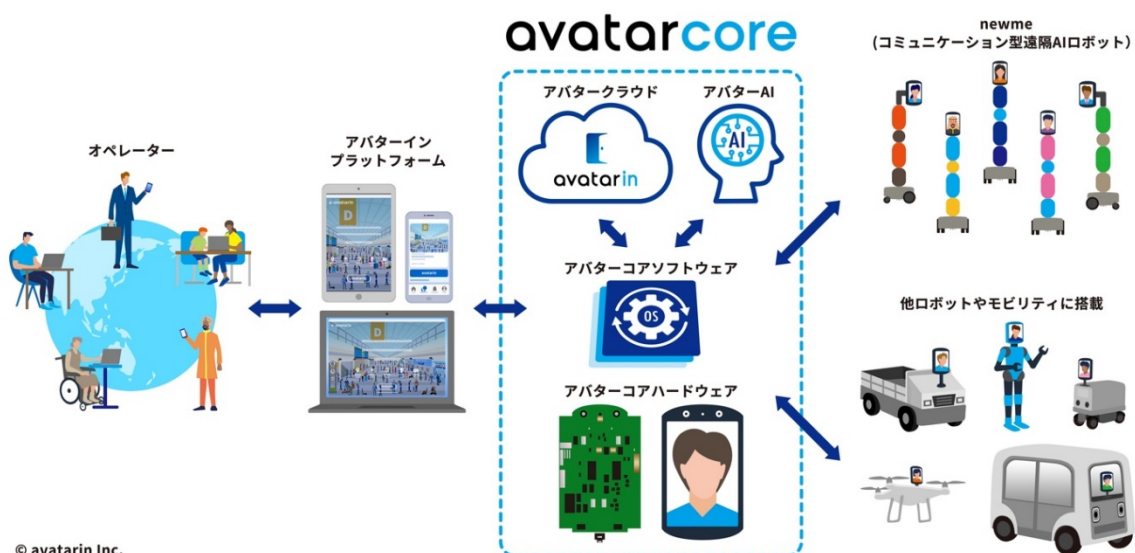 avatarcore
newme
(コミュニケーション型遠隔AIロボット)
アバタークラウド
アバターAI
AI
avatarin
オペレーター
アバターイン
プラットフォーム
アバターコアソフトウェア
OS
他ロボットやモビリティに搭載
アバターコアハードウェア
D
D
D
© avatarin Inc.